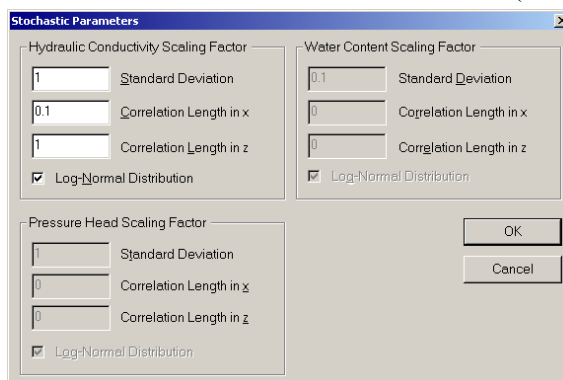 Stochastic Parameters
Hydraulic Conductivity Scaling Factor
1 Standard Deviation
0.1 Correlation Length in x
1 Correlation Length in z
Log-Normal Distribution
Water Content Scaling Factor
0.1 Standard Deviation
0 Correlation Length in x
0 Correlation Length in z
Log-Normal Distribution
Pressure Head Scaling Factor
1 Standard Deviation
0 Correlation Length in x
0 Correlation Length in z
Log-Normal Distribution
OK
Cancel